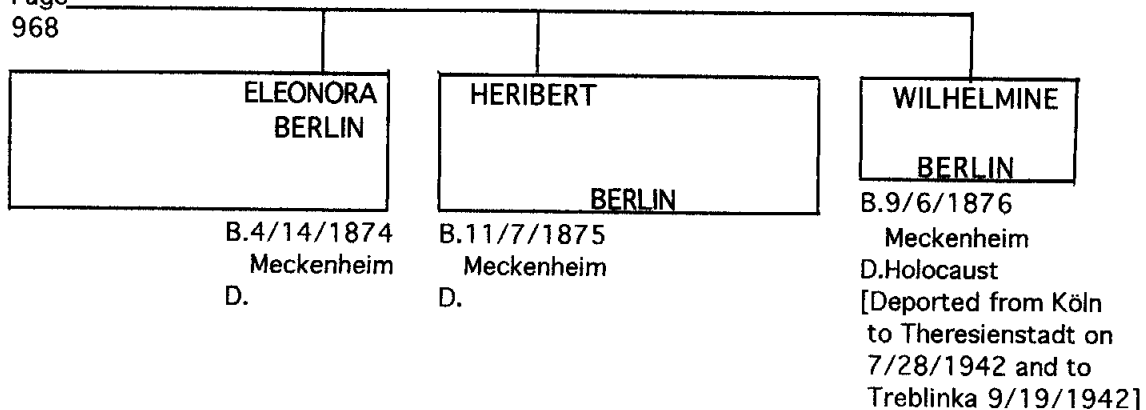 Page
968
ELEONORA
BERLIN
B.4/14/1874
Meckenheim
D.
HERIBERT
BERLIN
B.11/7/1875
Meckenheim
D.
WILHELMINE
BERLIN
B.9/6/1876
Meckenheim
D.Holocaust
[Deported from Köln
to Theresienstadt on
7/28/1942 and to
Treblinka 9/19/1942]